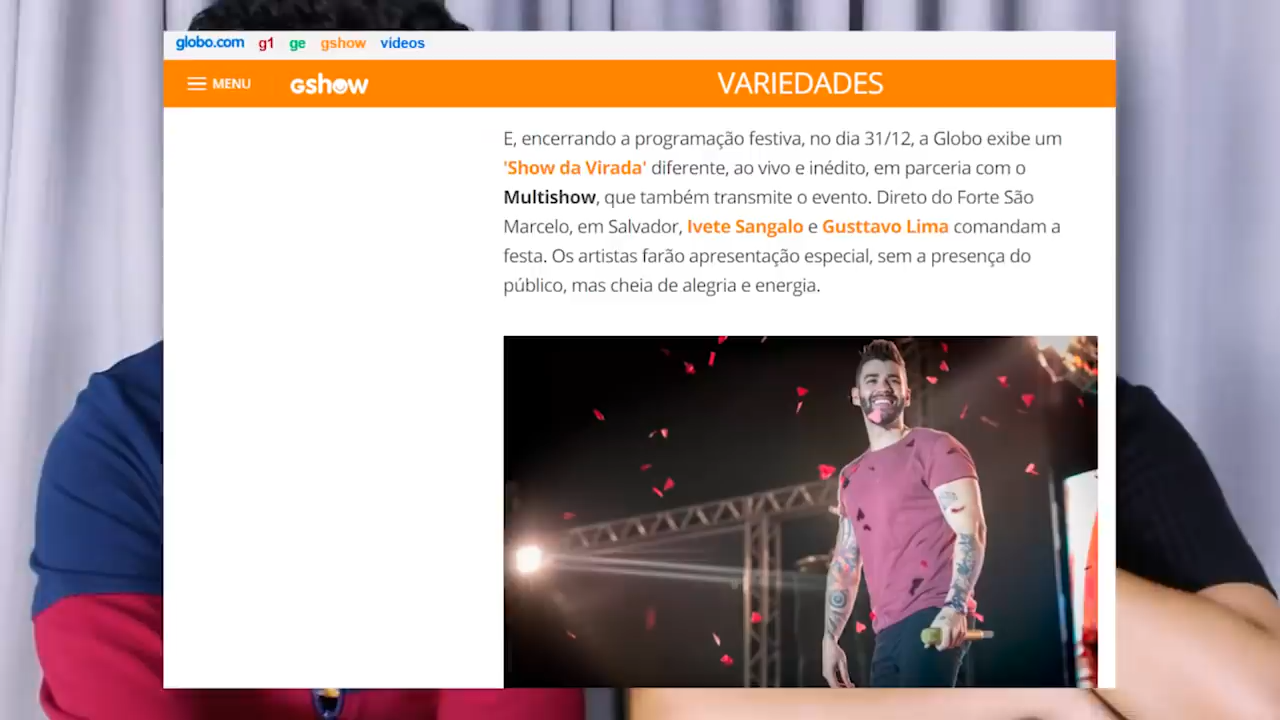 globo.com g1 ge gshow vídeos
MENU gshow VARIEDADES
E, encerrando a programação festiva, no dia 31/12, a Globo exibe um
'Show da Virada' diferente, ao vivo e inédito, em parceria com o
Multishow, que também transmite o evento. Direto do Forte São
Marcelo, em Salvador, Ivete Sangalo e Gusttavo Lima comandam a
festa. Os artistas farão apresentação especial, sem a presença do
público, mas cheia de alegria e energia.